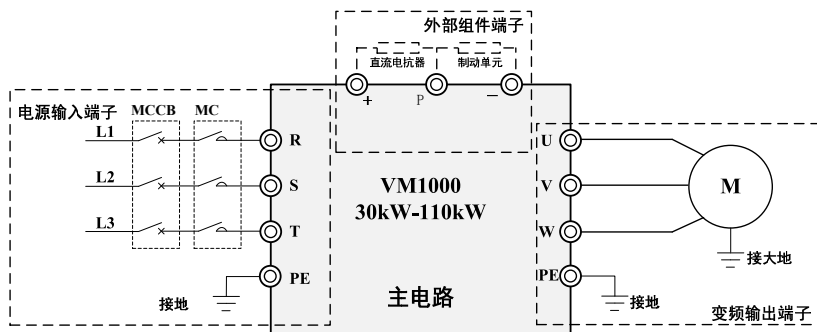 外部组件端子
直流电抗器
制动单元
+
P
−
电源输入端子
MCCB
MC
L1
L2
L3
R
S
T
PE
接地
VM1000
30kW-110kW
主电路
U
V
W
PE
接地
M
接大地
变频输出端子